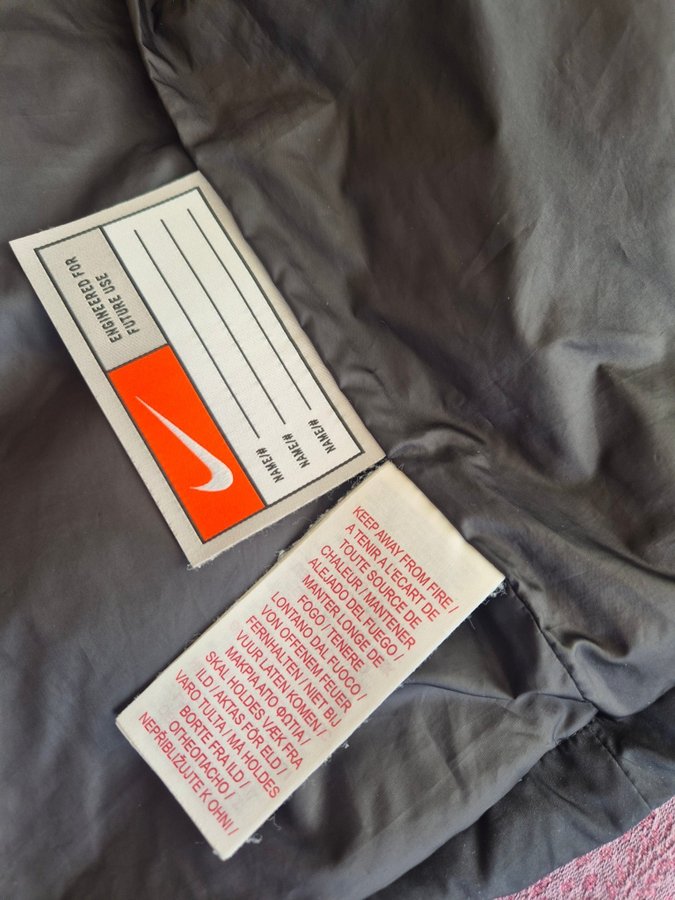 ENGINEERED FOR
FUTURE USE
NAME/#
NAME/#
NAME/#
KEEP AWAY FROM FIRE /
A TENIR A L'ECART DE
TOUTE SOURCE DE
CHALEUR / MANTENER
ALEJADO DEL FUEGO /
MANTER LONGE DE
FOGO / TENERE
LONTANO DAL FUOCO /
VON OFFENEM FEUER
FERNHALTEN / NIET BIJ
VUUR LATEN KOMEN /
ΜΑΚΡΙΑ ΑΠΟ ΦΩΤΙΑ /
SKAL HOLDES VÆK FRA
ILD / AKTAS FÖR ELD /
VARO TULTA / MÅ HOLDES
BORTE FRA ILD /
ОГНЕОПАСНО /
NEPŘIBLIŽUJTE K OHNI /